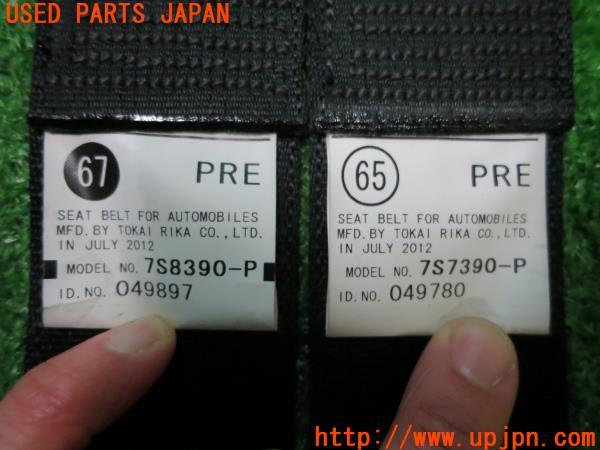 USED PARTS JAPAN
67 PRE
SEAT BELT FOR AUTOMOBILES
MFD. BY TOKAI RIKA CO., LTD.
IN JULY 2012
MODEL NO. 7S8390-P
I D. NO. 049897
65 PRE
SEAT BELT FOR AUTOMOBILES
MFD. BY TOKAI RIKA CO., LTD.
IN JULY 2012
MODEL NO. 7S7390-P
I D. NO. 049780
UPJ
http://www.upjpn.com/